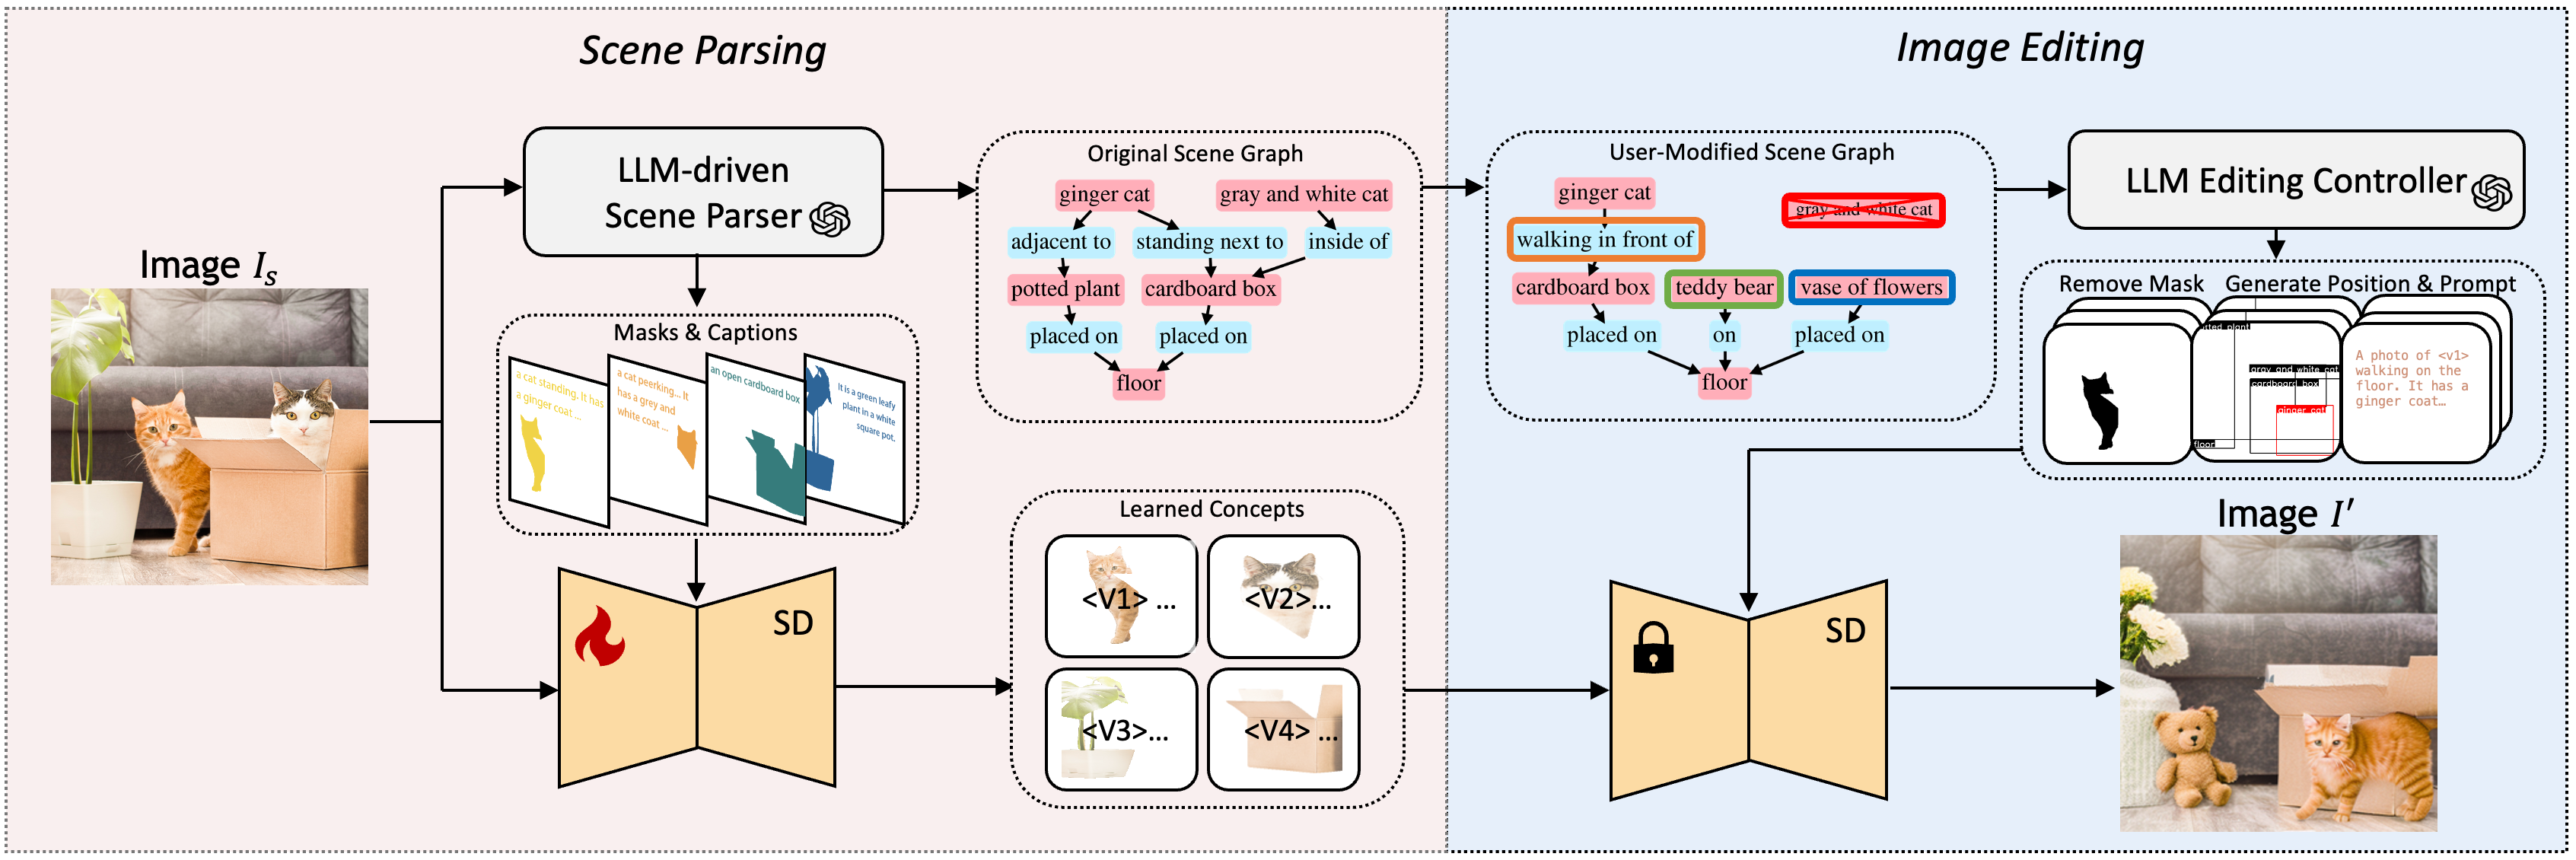 Scene Parsing
Image Editing
Image Iₛ
LLM-driven
Scene Parser
Masks & Captions
a cat standing. It has
a ginger coat ...
a cat peerking... It
has a grey and
white coat ...
an open cardboard box
It is a green leafy
plant in a white
square pot.
SD
Original Scene Graph
ginger cat
gray and white cat
adjacent to
standing next to
inside of
potted plant
cardboard box
placed on
placed on
floor
Learned Concepts
<V1> ...
<V2>...
<V3>...
<V4> ...
User-Modified Scene Graph
ginger cat
gray and white cat
walking in front of
cardboard box
teddy bear
vase of flowers
placed on
on
placed on
floor
LLM Editing Controller
Remove Mask
Generate Position & Prompt
tted plant
gray and white cat
cardboard box
ginger cat
floor
A photo of <v1>
walking on the
floor. It has a
ginger coat…
SD
Image I′